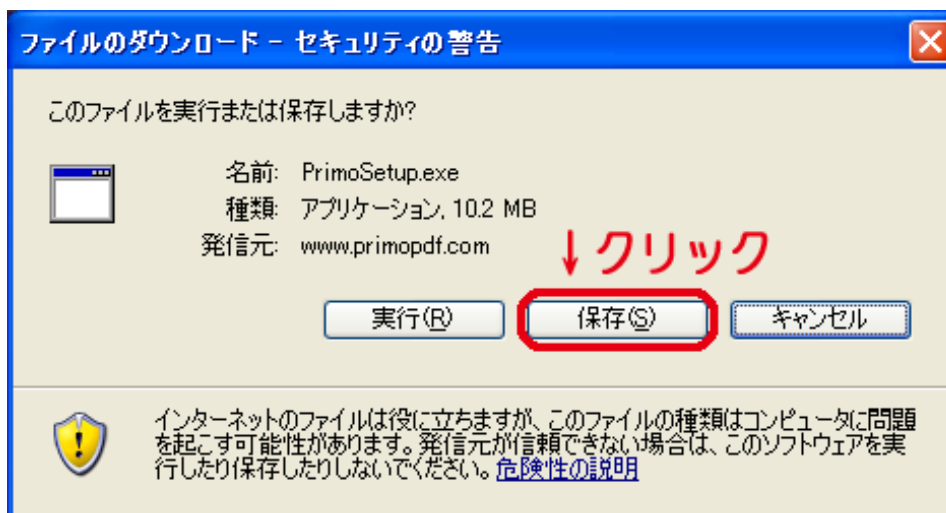 ファイルのダウンロード - セキュリティの警告
このファイルを実行または保存しますか?
名前: PrimoSetup.exe
種類: アプリケーション, 10.2 MB
発信元: www.primopdf.com
↓クリック
実行(R) 保存(S) キャンセル
インターネットのファイルは役に立ちますが、このファイルの種類はコンピュータに問題
を起こす可能性があります。発信元が信頼できない場合は、このソフトウェアを実
行したり保存したりしないでください。危険性の説明